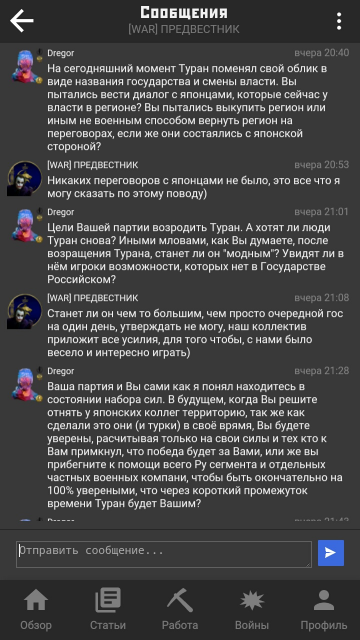 Сообщения
[WAR] ПРЕДВЕСТНИК
Dregor
вчера 20:40
На сегодняшний момент Туран поменял свой облик в
виде названия государства и смены власти. Вы
пытались вести диалог с японцами, которые сейчас у
власти в регионе? Вы пытались выкупить регион или
иным не военным способом вернуть регион на
переговорах, если же они состаялись с японской
стороной?
[WAR] ПРЕДВЕСТНИК
вчера 20:53
Никаких переговоров с японцами не было, это все что я
могу сказать по этому поводу)
Dregor
вчера 21:01
Цели Вашей партии возродить Туран. А хотят ли люди
Туран снова? Иными мловами, как Вы думаете, после
возращения Турана, станет ли он "модным"? Увидят ли в
нём игроки возможности, которых нет в Государстве
Российском?
[WAR] ПРЕДВЕСТНИК
вчера 21:08
Станет ли он чем то большим, чем просто очередной гос
на один день, утверждать не могу, наш коллектив
приложит все усилия, для того чтобы, с нами было
весело и интересно играть)
Dregor
вчера 21:28
Ваша партия и Вы сами как я понял находитесь в
состоянии набора сил. В будущем, когда Вы решите
отнять у японских коллег территорию, так же как
сделали это они (и турки) в своё врямя, Вы будете
уверены, расчитывая только на свои силы и тех кто к
Вам примкнул, что победа будет за Вами, или же вы
прибегните к помощи всего Ру сегмента и отдельных
частных военных компани, чтобы быть окончательно на
100% увереными, что через короткий промежуток
времени Туран будет Вашим?
Отправить сообщение...
Обзор
Статьи
Работа
Войны
Профиль